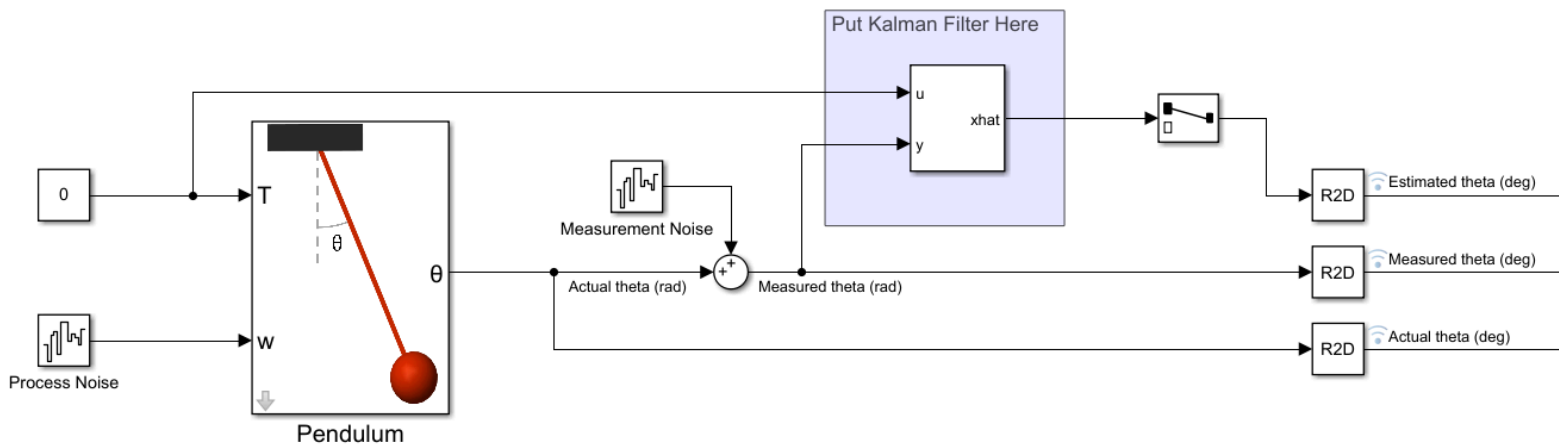 Put Kalman Filter Here
u
xhat
y
0
T
θ
Measurement Noise
R2D
Estimated theta (deg)
θ
Actual theta (rad)
Measured theta (rad)
R2D
Measured theta (deg)
w
Process Noise
R2D
Actual theta (deg)
Pendulum